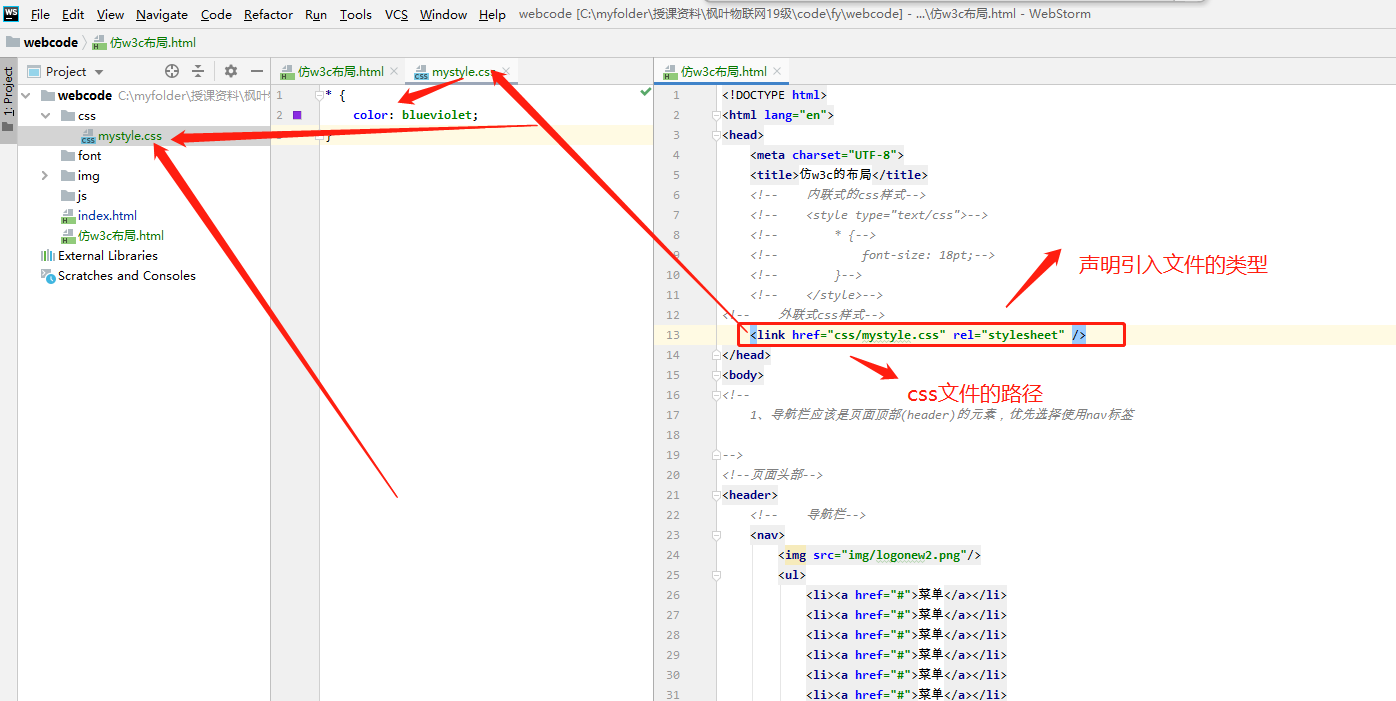 WS File Edit View Navigate Code Refactor Run Tools VCS Window Help webcode [C:\myfolder\授课资料\枫叶物联网19级\code\fy\webcode] - ...\仿w3c布局.html - WebStorm
webcode 仿w3c布局.html
1: Project
Project
webcode C:\myfolder\授课资料\枫叶物
css
mystyle.css
font
img
js
index.html
仿w3c布局.html
External Libraries
Scratches and Consoles
仿w3c布局.html mystyle.css
1 * {
2 color: blueviolet;
}
仿w3c布局.html
1 <!DOCTYPE html>
2 <html lang="en">
3 <head>
4 <meta charset="UTF-8">
5 <title>仿w3c的布局</title>
6 <!-- 内联式的css样式-->
7 <!-- <style type="text/css">-->
8 <!-- * {-->
9 <!-- font-size: 18pt;-->
10 <!-- }-->
11 <!-- </style>-->
12 <!-- 外联式css样式-->
13 <link href="css/mystyle.css" rel="stylesheet" />
14 </head>
15 <body>
16 <!--
17 1、导航栏应该是页面顶部(header)的元素，优先选择使用nav标签
18
19 -->
20 <!--页面头部-->
21 <header>
22 <!-- 导航栏-->
23 <nav>
24 <img src="img/logonew2.png"/>
25 <ul>
26 <li><a href="#">菜单</a></li>
27 <li><a href="#">菜单</a></li>
28 <li><a href="#">菜单</a></li>
29 <li><a href="#">菜单</a></li>
30 <li><a href="#">菜单</a></li>
31 <li><a href="#">菜单</a></li>
声明引入文件的类型
css文件的路径